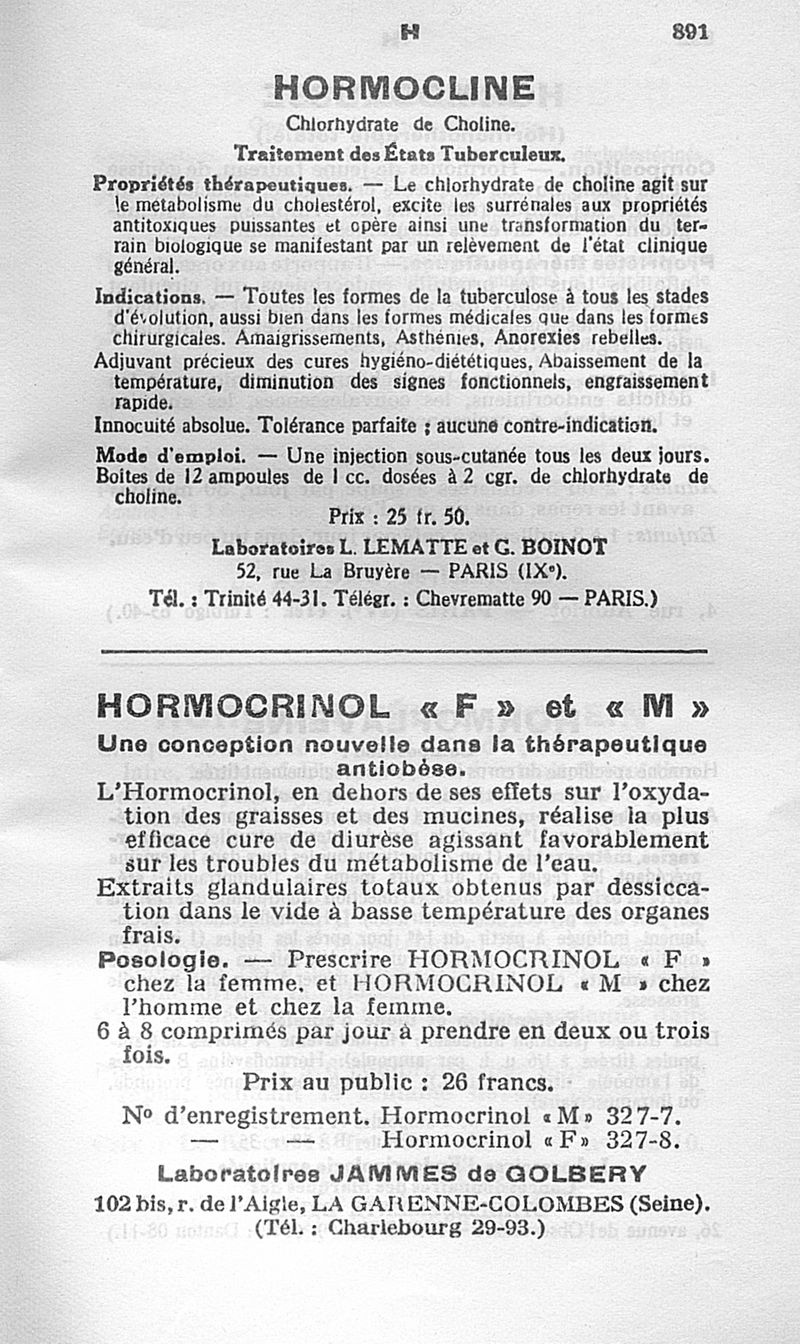 H 891
HORMOCLINE
Chlorhydrate de Choline.
Traitement des États Tuberculeux.
Propriétés thérapeutiques. — Le chlorhydrate de choline agit sur
le métabolisme du cholestérol, excite les surrénales aux propriétés
antitoxiques puissantes et opère ainsi une transformation du ter-
rain biologique se manifestant par un relèvement de l'état clinique
général.
Indications. — Toutes les formes de la tuberculose à tous les stades
d'évolution, aussi bien dans les formes médicales que dans les formes
chirurgicales. Amaigrissements, Asthénies, Anorexies rebelles.
Adjuvant précieux des cures hygiéno-diététiques, Abaissement de la
température, diminution des signes fonctionnels, engraissement
rapide.
Innocuité absolue. Tolérance parfaite ; aucune contre-indication.
Mode d'emploi. — Une injection sous-cutanée tous les deux jours.
Boites de 12 ampoules de 1 cc. dosées à 2 cgr. de chlorhydrate de
choline.
Prix : 25 fr. 50.
Laboratoires L. LEMATTE et G. BOINOT
52, rue La Bruyère — PARIS (IXe).
Tél. : Trinité 44-31. Télégr. : Chevrematte 90 — PARIS.)
HORMOCRINOL « F » et « M »
Une conception nouvelle dans la thérapeutique
antiobèse.
L'Hormocrinol, en dehors de ses effets sur l'oxyda-
tion des graisses et des mucines, réalise la plus
efficace cure de diurèse agissant favorablement
sur les troubles du métabolisme de l'eau.
Extraits glandulaires totaux obtenus par dessicca-
tion dans le vide à basse température des organes
frais.
Posologie. — Prescrire HORMOCRINOL « F »
chez la femme, et HORMOCRINOL « M » chez
l'homme et chez la femme.
6 à 8 comprimés par jour à prendre en deux ou trois
fois.
Prix au public : 26 francs.
No d'enregistrement. Hormocrinol «M» 327-7.
— — Hormocrinol «F» 327-8.
Laboratoires JAMMES de GOLBERY
102 bis, r. de l'Aigle, LA GARENNE-COLOMBES (Seine).
(Tél. : Charlebourg 29-93.)